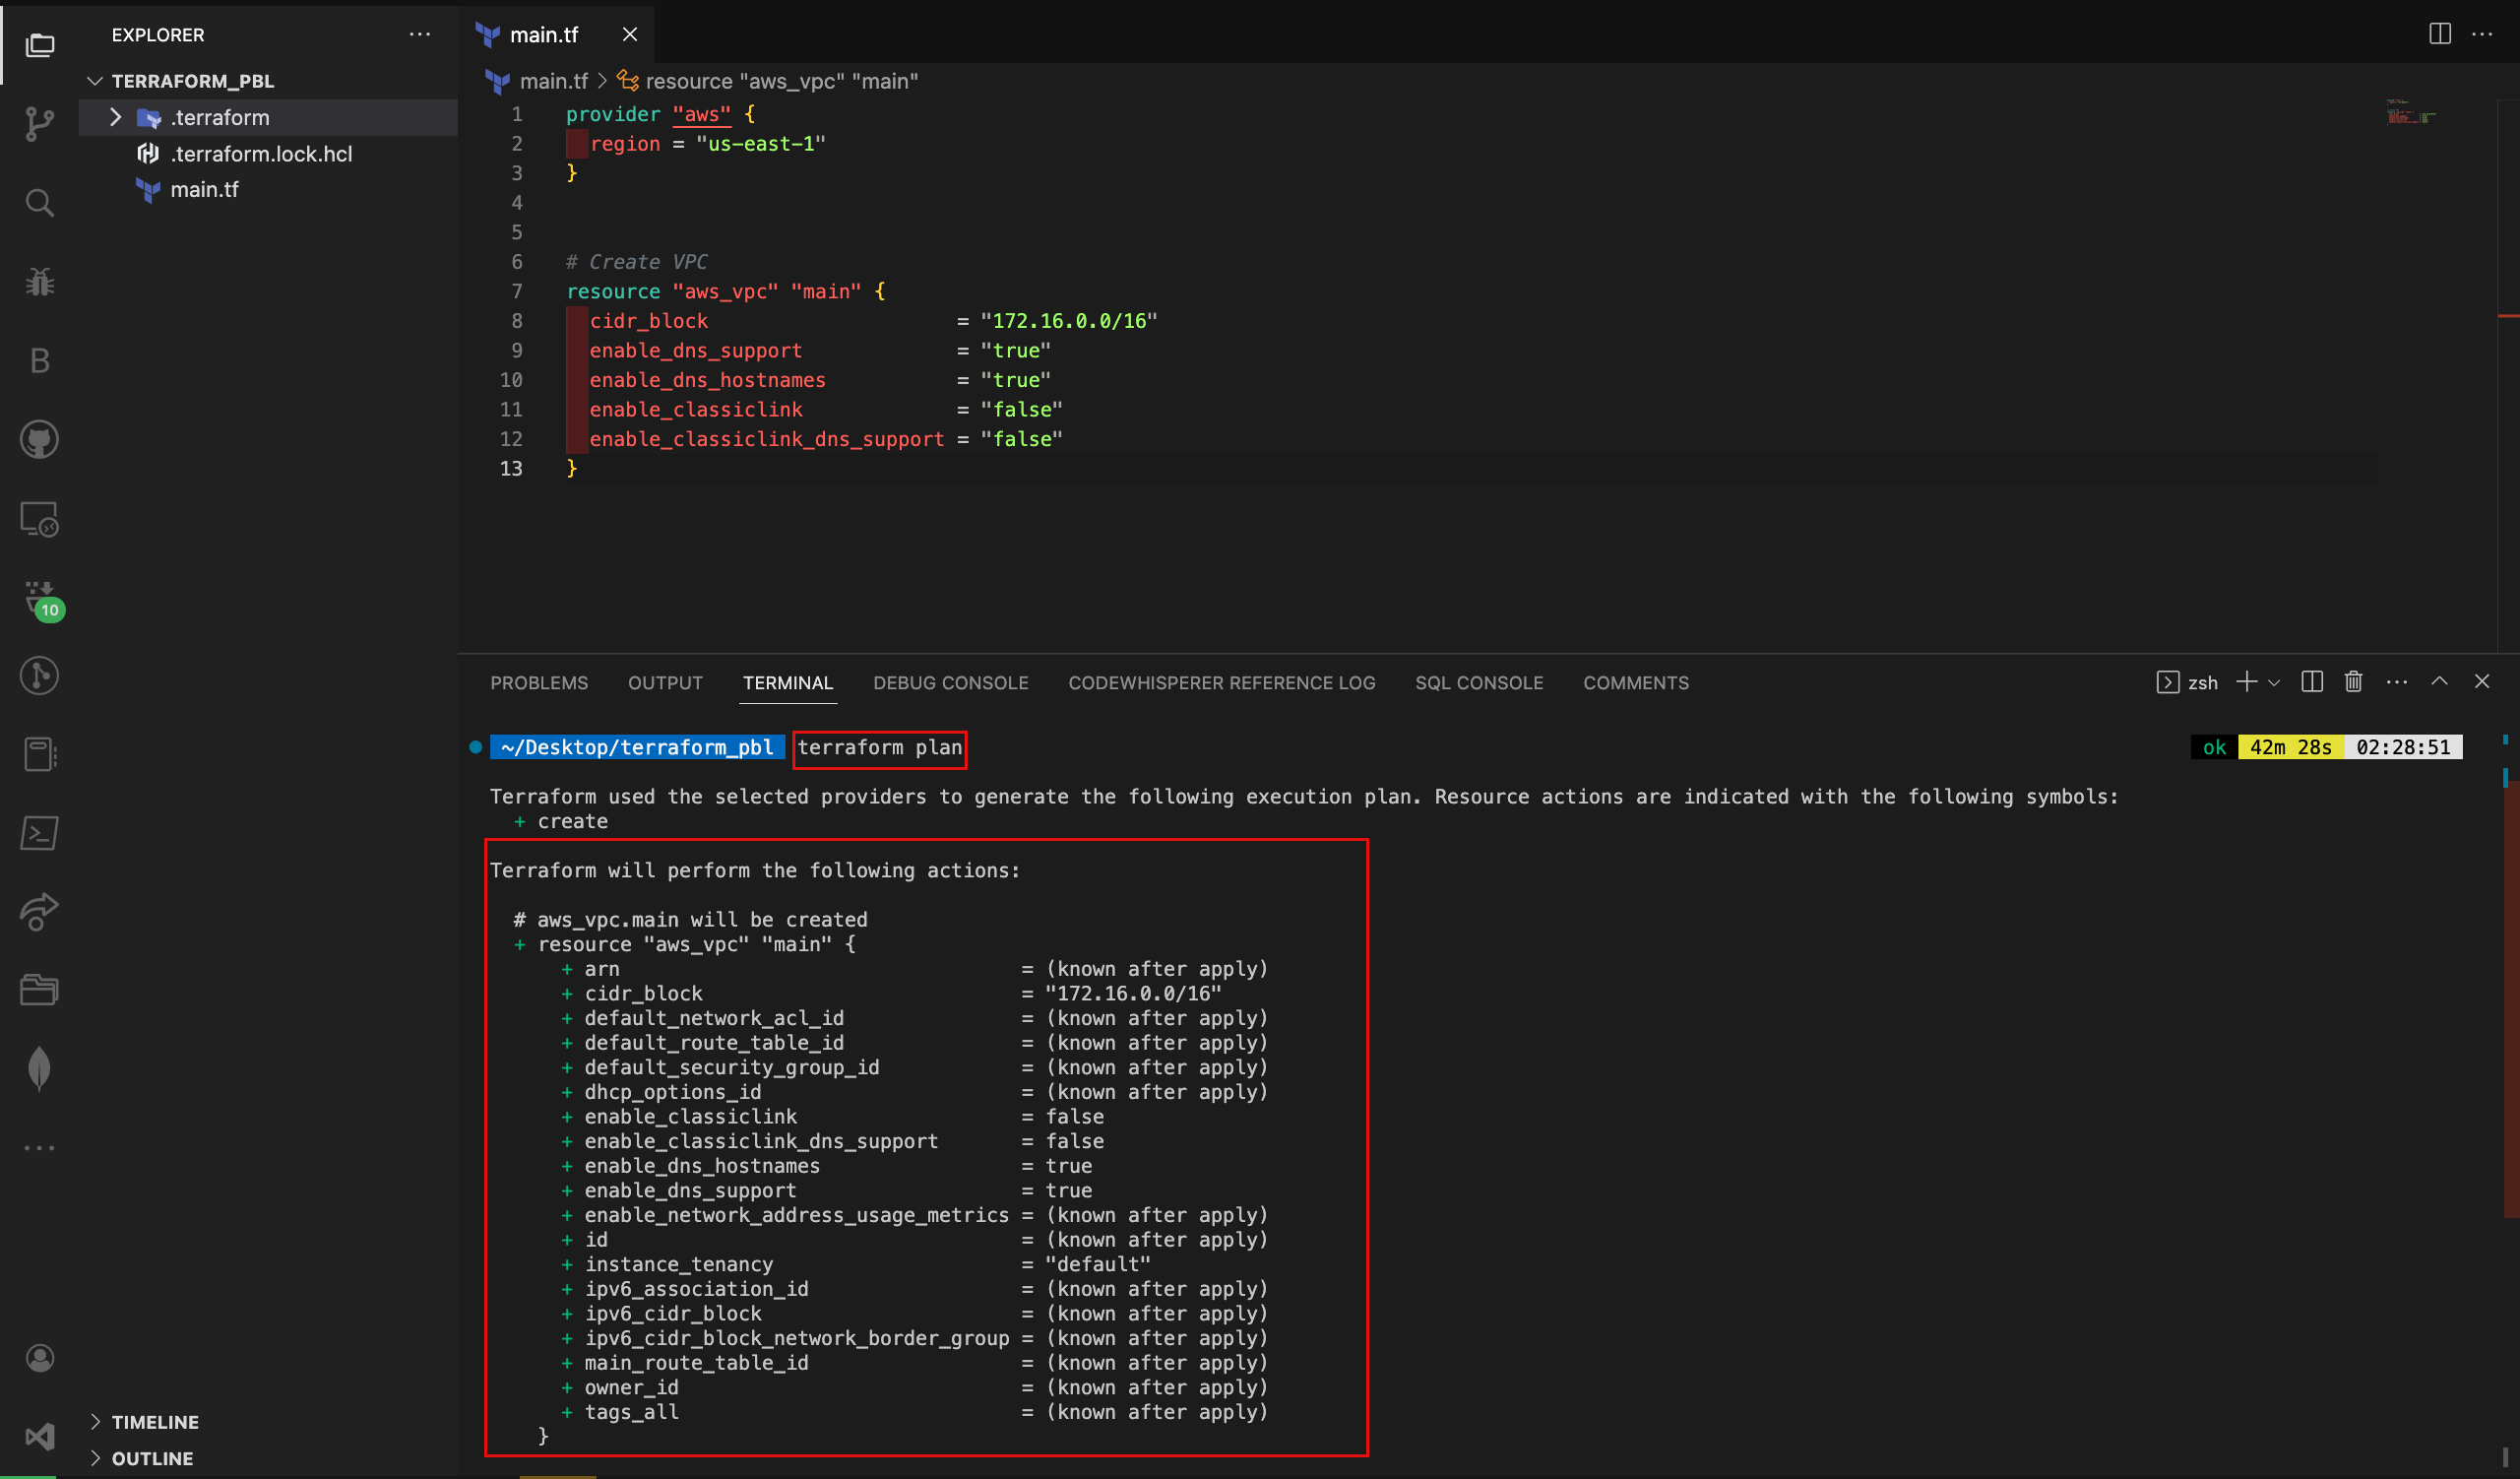 EXPLORER
TERRAFORM_PBL
.terraform
.terraform.lock.hcl
main.tf
B
10
TIMELINE
OUTLINE
main.tf
main.tf > resource "aws_vpc" "main"
1 provider "aws" {
2 region = "us-east-1"
3 }
4
5
6 # Create VPC
7 resource "aws_vpc" "main" {
8 cidr_block = "172.16.0.0/16"
9 enable_dns_support = "true"
10 enable_dns_hostnames = "true"
11 enable_classiclink = "false"
12 enable_classiclink_dns_support = "false"
13 }
PROBLEMS OUTPUT TERMINAL DEBUG CONSOLE CODEWHISPERER REFERENCE LOG SQL CONSOLE COMMENTS zsh
~/Desktop/terraform_pbl terraform plan ok 42m 28s 02:28:51
Terraform used the selected providers to generate the following execution plan. Resource actions are indicated with the following symbols:
+ create
Terraform will perform the following actions:
# aws_vpc.main will be created
+ resource "aws_vpc" "main" {
+ arn = (known after apply)
+ cidr_block = "172.16.0.0/16"
+ default_network_acl_id = (known after apply)
+ default_route_table_id = (known after apply)
+ default_security_group_id = (known after apply)
+ dhcp_options_id = (known after apply)
+ enable_classiclink = false
+ enable_classiclink_dns_support = false
+ enable_dns_hostnames = true
+ enable_dns_support = true
+ enable_network_address_usage_metrics = (known after apply)
+ id = (known after apply)
+ instance_tenancy = "default"
+ ipv6_association_id = (known after apply)
+ ipv6_cidr_block = (known after apply)
+ ipv6_cidr_block_network_border_group = (known after apply)
+ main_route_table_id = (known after apply)
+ owner_id = (known after apply)
+ tags_all = (known after apply)
}